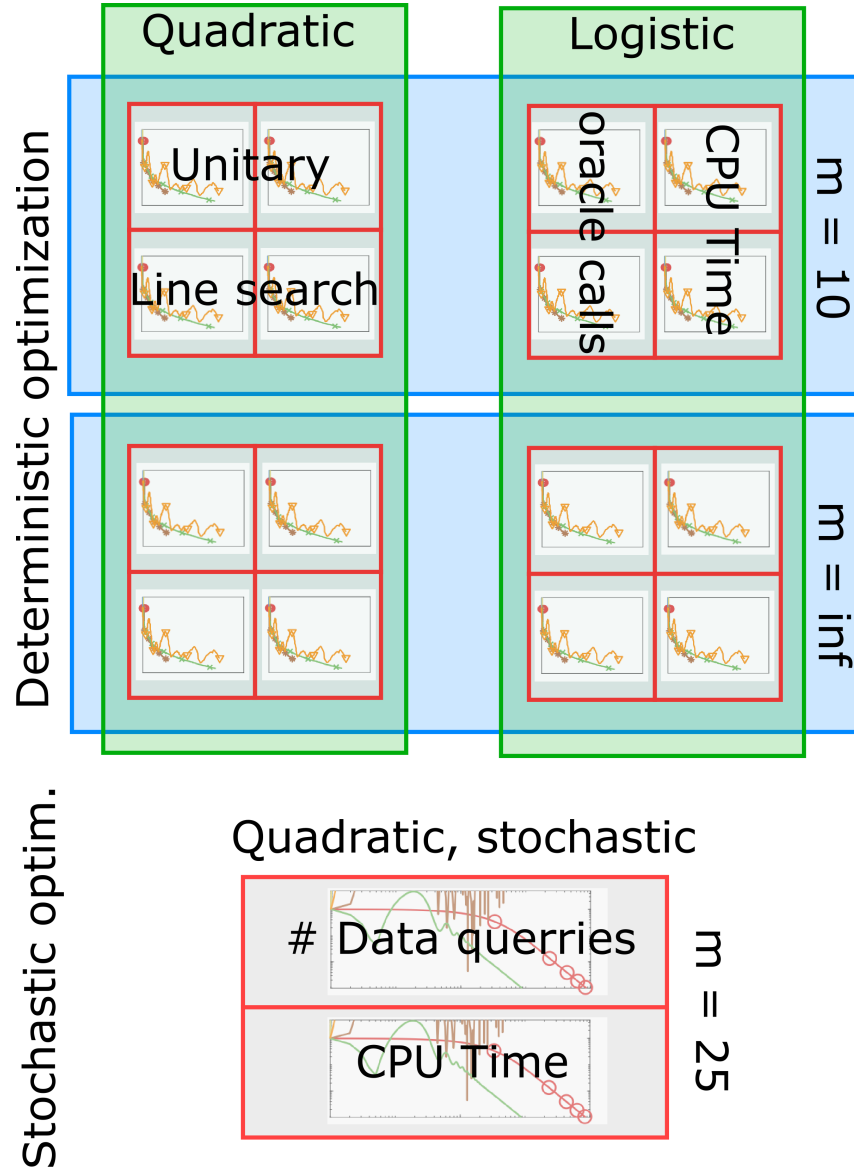 Quadratic
Logistic
Deterministic optimization
Unitary
Line search
oracle calls
CPU Time
m = 10
m = inf
Stochastic optim.
Quadratic, stochastic
# Data querries
CPU Time
m = 25